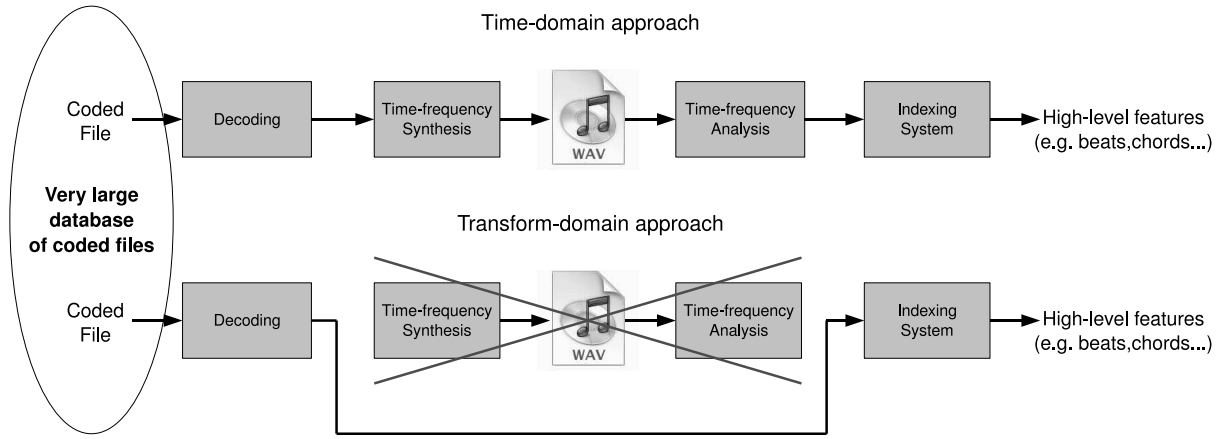 Time-domain approach
Coded
File
Decoding
Time-frequency
Synthesis
WAV
Time-frequency
Analysis
Indexing
System
High-level features
(e.g. beats,chords...)
Very large
database
of coded files
Transform-domain approach
Coded
File
Decoding
Time-frequency
Synthesis
WAV
Time-frequency
Analysis
Indexing
System
High-level features
(e.g. beats,chords...)